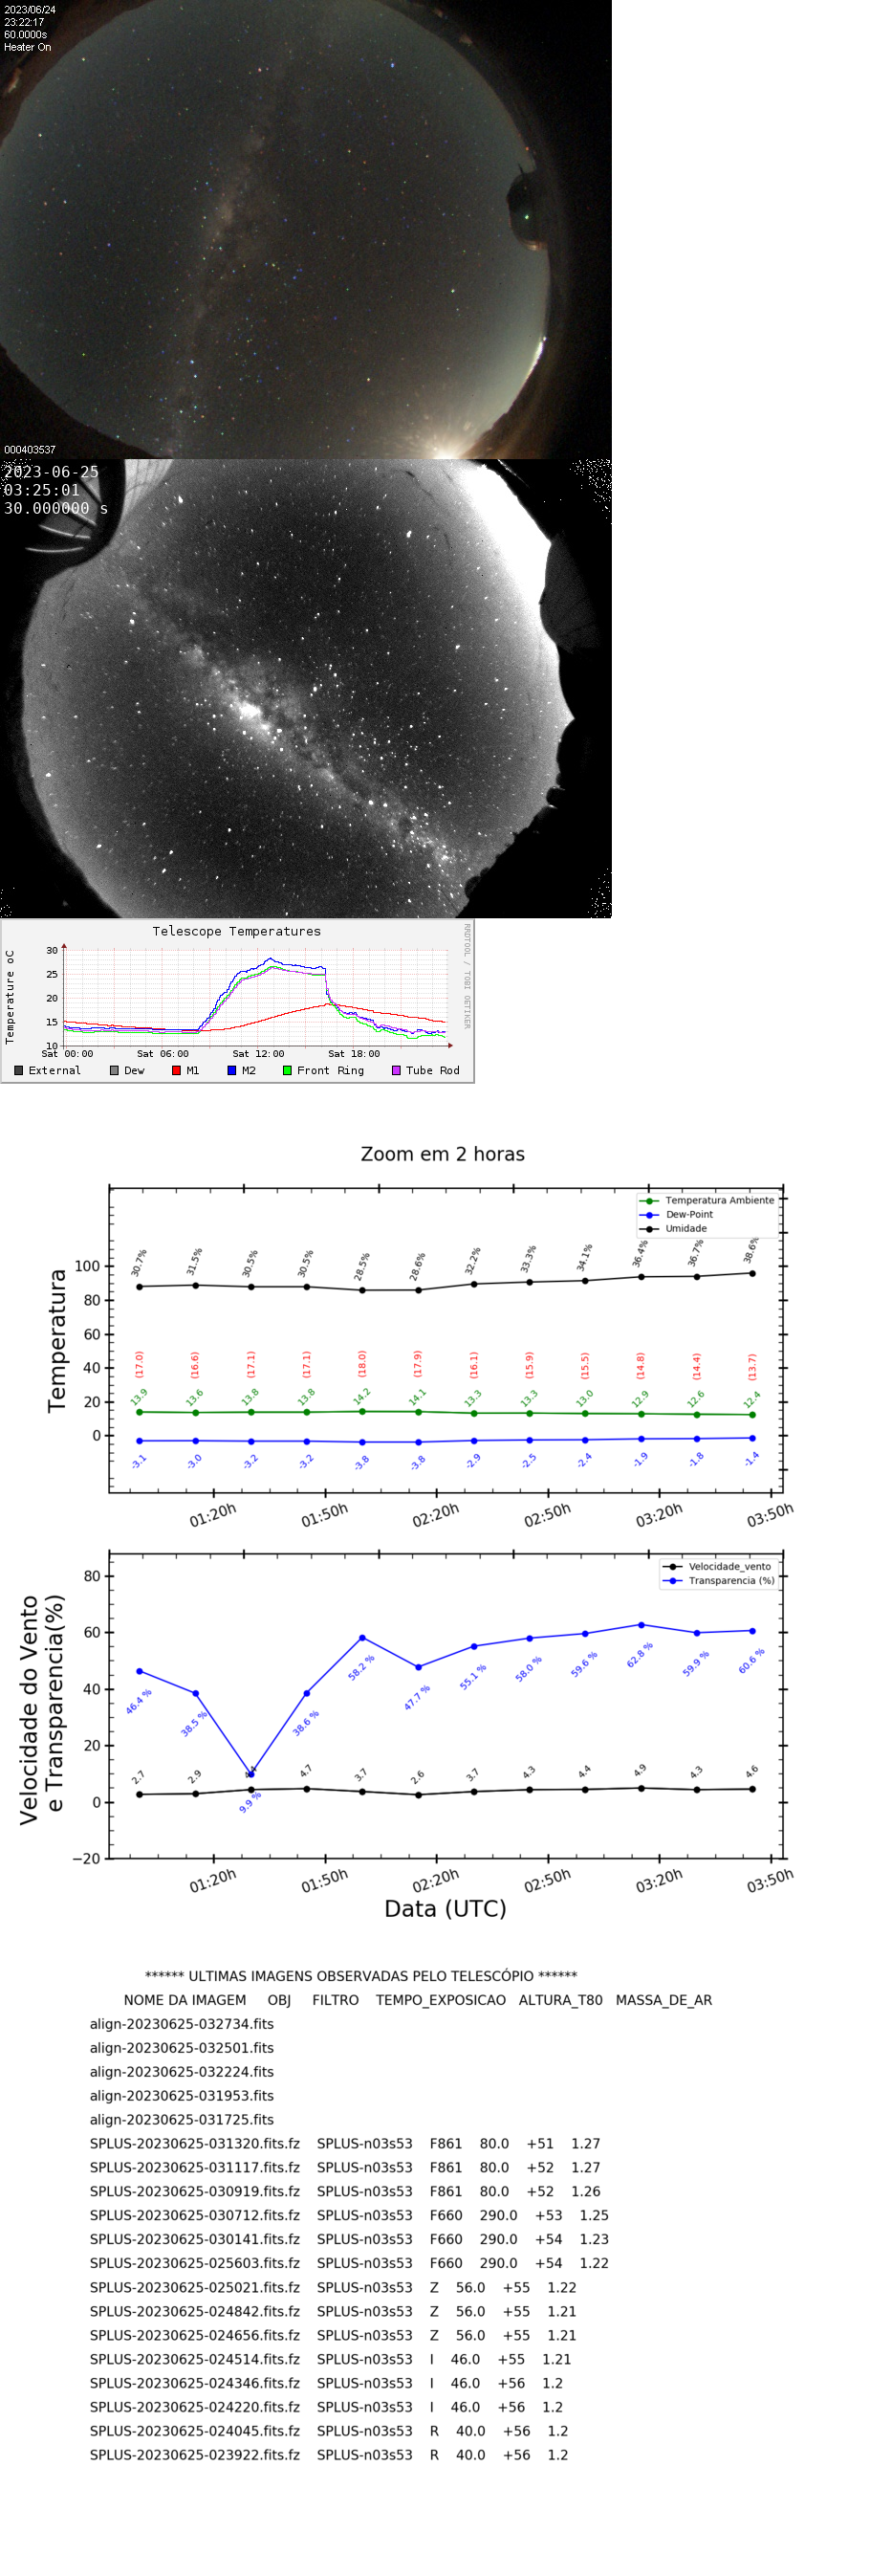 2023/06/24
23:22:17
60.0000s
Heater On
000403537
2023-06-25
03:25:01
30.000000 s
Telescope Temperatures
Temperature oC
30
25
20
15
10
Sat 00:00 Sat 06:00 Sat 12:00 Sat 18:00
External Dew M1 M2 Front Ring Tube Rod
RRDTOOL / TOBI OETIKER
Zoom em 2 horas
Temperatura
Temperatura Ambiente
Dew-Point
Umidade
100
80
60
40
20
0
30.7% 31.5% 30.5% 30.5% 28.5% 28.6% 32.2% 33.3% 34.1% 36.4% 36.7% 38.6%
(17.0) (16.6) (17.1) (17.1) (18.0) (17.9) (16.1) (15.9) (15.5) (14.8) (14.4) (13.7)
13.9 13.6 13.8 13.8 14.2 14.1 13.3 13.3 13.0 12.9 12.6 12.4
-3.1 -3.0 -3.2 -3.2 -3.8 -3.8 -2.9 -2.5 -2.4 -1.9 -1.8 -1.4
01:20h 01:50h 02:20h 02:50h 03:20h 03:50h
Velocidade do Vento
e Transparencia(%)
Velocidade_vento
Transparencia (%)
80
60
40
20
0
−20
46.4 % 38.5 % 9.9 % 38.6 % 58.2 % 47.7 % 55.1 % 58.0 % 59.6 % 62.8 % 59.9 % 60.6 %
2.7 2.9 4.4 4.7 3.7 2.6 3.7 4.3 4.4 4.9 4.3 4.6
01:20h 01:50h 02:20h 02:50h 03:20h 03:50h
Data (UTC)
****** ULTIMAS IMAGENS OBSERVADAS PELO TELESCÓPIO ******
NOME DA IMAGEM OBJ FILTRO TEMPO_EXPOSICAO ALTURA_T80 MASSA_DE_AR
align-20230625-032734.fits
align-20230625-032501.fits
align-20230625-032224.fits
align-20230625-031953.fits
align-20230625-031725.fits
SPLUS-20230625-031320.fits.fz SPLUS-n03s53 F861 80.0 +51 1.27
SPLUS-20230625-031117.fits.fz SPLUS-n03s53 F861 80.0 +52 1.27
SPLUS-20230625-030919.fits.fz SPLUS-n03s53 F861 80.0 +52 1.26
SPLUS-20230625-030712.fits.fz SPLUS-n03s53 F660 290.0 +53 1.25
SPLUS-20230625-030141.fits.fz SPLUS-n03s53 F660 290.0 +54 1.23
SPLUS-20230625-025603.fits.fz SPLUS-n03s53 F660 290.0 +54 1.22
SPLUS-20230625-025021.fits.fz SPLUS-n03s53 Z 56.0 +55 1.22
SPLUS-20230625-024842.fits.fz SPLUS-n03s53 Z 56.0 +55 1.21
SPLUS-20230625-024656.fits.fz SPLUS-n03s53 Z 56.0 +55 1.21
SPLUS-20230625-024514.fits.fz SPLUS-n03s53 I 46.0 +55 1.21
SPLUS-20230625-024346.fits.fz SPLUS-n03s53 I 46.0 +56 1.2
SPLUS-20230625-024220.fits.fz SPLUS-n03s53 I 46.0 +56 1.2
SPLUS-20230625-024045.fits.fz SPLUS-n03s53 R 40.0 +56 1.2
SPLUS-20230625-023922.fits.fz SPLUS-n03s53 R 40.0 +56 1.2